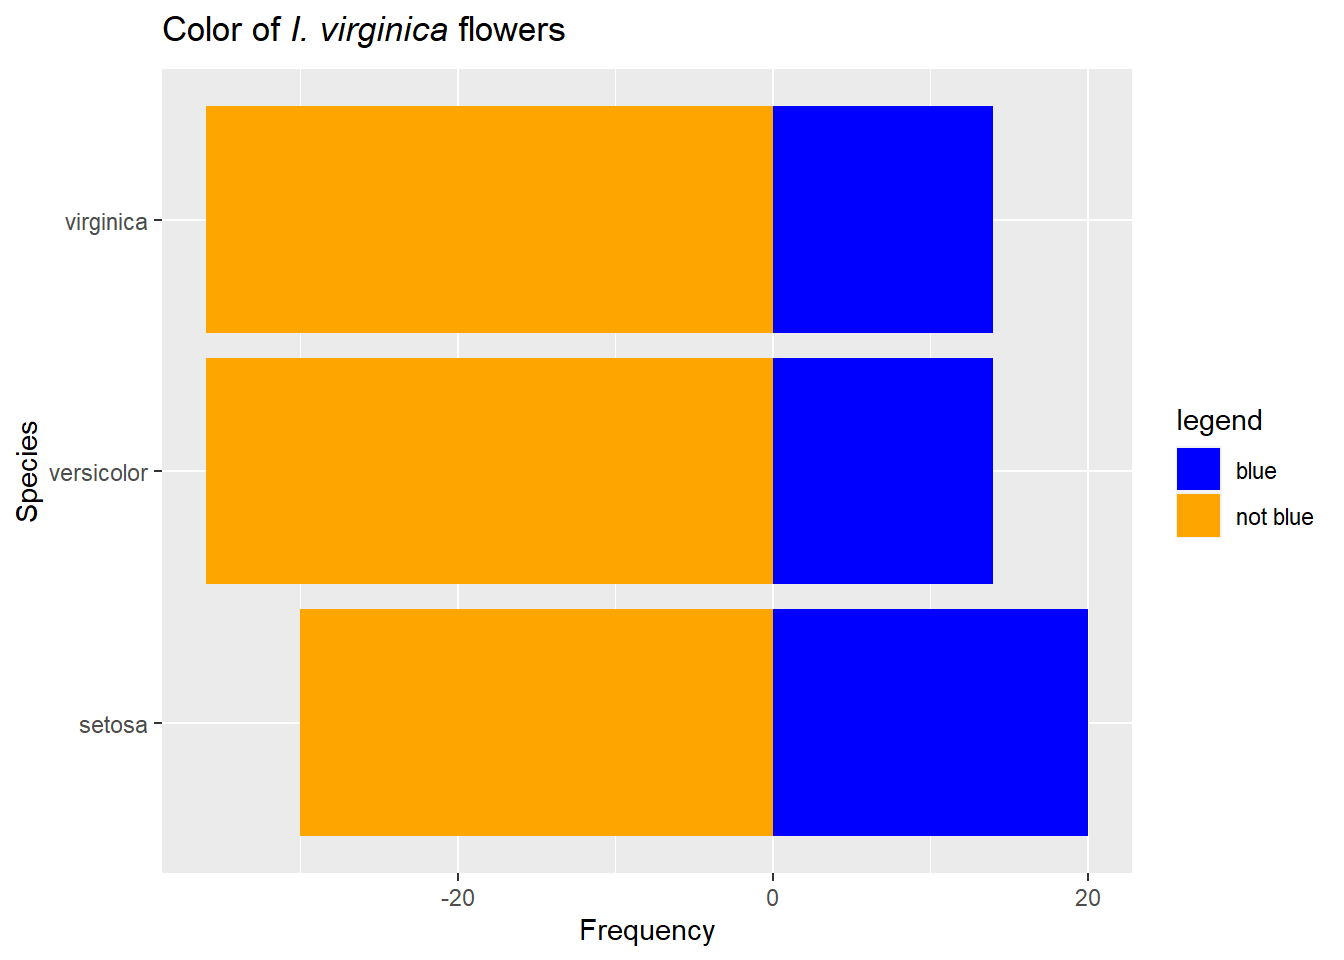 Color of I. virginica flowers
virginica
versicolor
setosa
Species
-20
0
20
Frequency
legend
blue
not blue